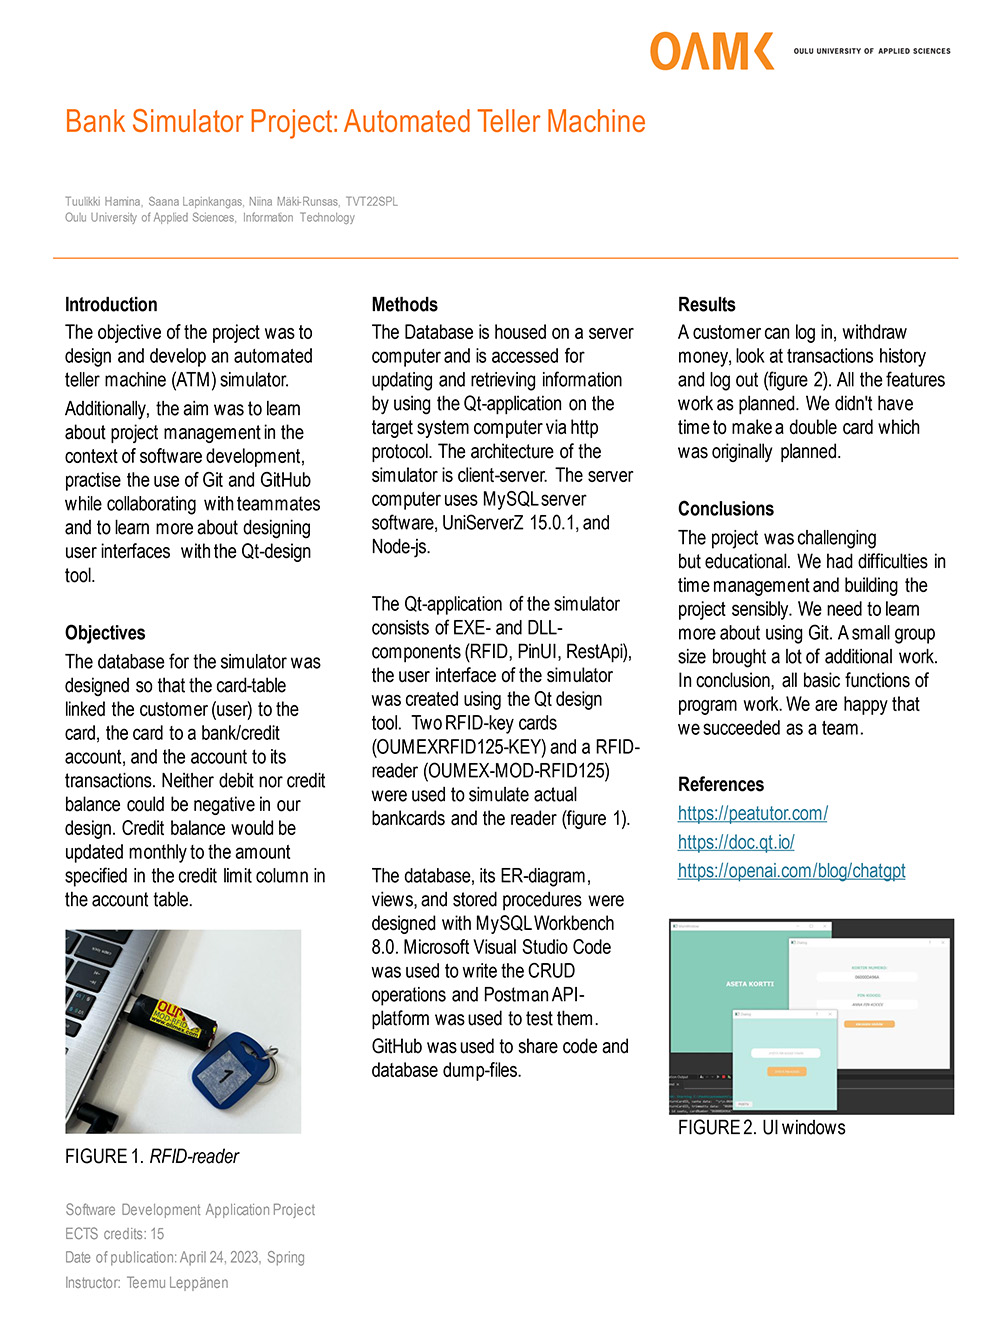 OAMK OULU UNIVERSITY OF APPLIED SCIENCES
Bank Simulator Project: Automated Teller Machine
Tuulikki Hamina, Saana Lapinkangas, Niina Mäki-Runsas, TVT22SPL
Oulu University of Applied Sciences, Information Technology
Introduction
The objective of the project was to
design and develop an automated
teller machine (ATM) simulator.
Additionally, the aim was to learn
about project management in the
context of software development,
practise the use of Git and GitHub
while collaborating with teammates
and to learn more about designing
user interfaces with the Qt-design
tool.
Objectives
The database for the simulator was
designed so that the card-table
linked the customer (user) to the
card, the card to a bank/credit
account, and the account to its
transactions. Neither debit nor credit
balance could be negative in our
design. Credit balance would be
updated monthly to the amount
specified in the credit limit column in
the account table.
OUMEX
MOD-RFID
1
FIGURE 1. RFID-reader
Methods
The Database is housed on a server
computer and is accessed for
updating and retrieving information
by using the Qt-application on the
target system computer via http
protocol. The architecture of the
simulator is client-server. The server
computer uses MySQL server
software, UniServerZ 15.0.1, and
Node-js.
The Qt-application of the simulator
consists of EXE- and DLL-
components (RFID, PinUI, RestApi),
the user interface of the simulator
was created using the Qt design
tool. Two RFID-key cards
(OUMEXRFID125-KEY) and a RFID-
reader (OUMEX-MOD-RFID125)
were used to simulate actual
bankcards and the reader (figure 1).
The database, its ER-diagram,
views, and stored procedures were
designed with MySQL Workbench
8.0. Microsoft Visual Studio Code
was used to write the CRUD
operations and Postman API-
platform was used to test them.
GitHub was used to share code and
database dump-files.
Results
A customer can log in, withdraw
money, look at transactions history
and log out (figure 2). All the features
work as planned. We didn't have
time to make a double card which
was originally planned.
Conclusions
The project was challenging
but educational. We had difficulties in
time management and building the
project sensibly. We need to learn
more about using Git. A small group
size brought a lot of additional work.
In conclusion, all basic functions of
program work. We are happy that
we succeeded as a team.
References
https://peatutor.com/
https://doc.qt.io/
https://openai.com/blog/chatgpt
ASETA KORTTI
FIGURE 2. UI windows
Software Development Application Project
ECTS credits: 15
Date of publication: April 24, 2023, Spring
Instructor: Teemu Leppänen